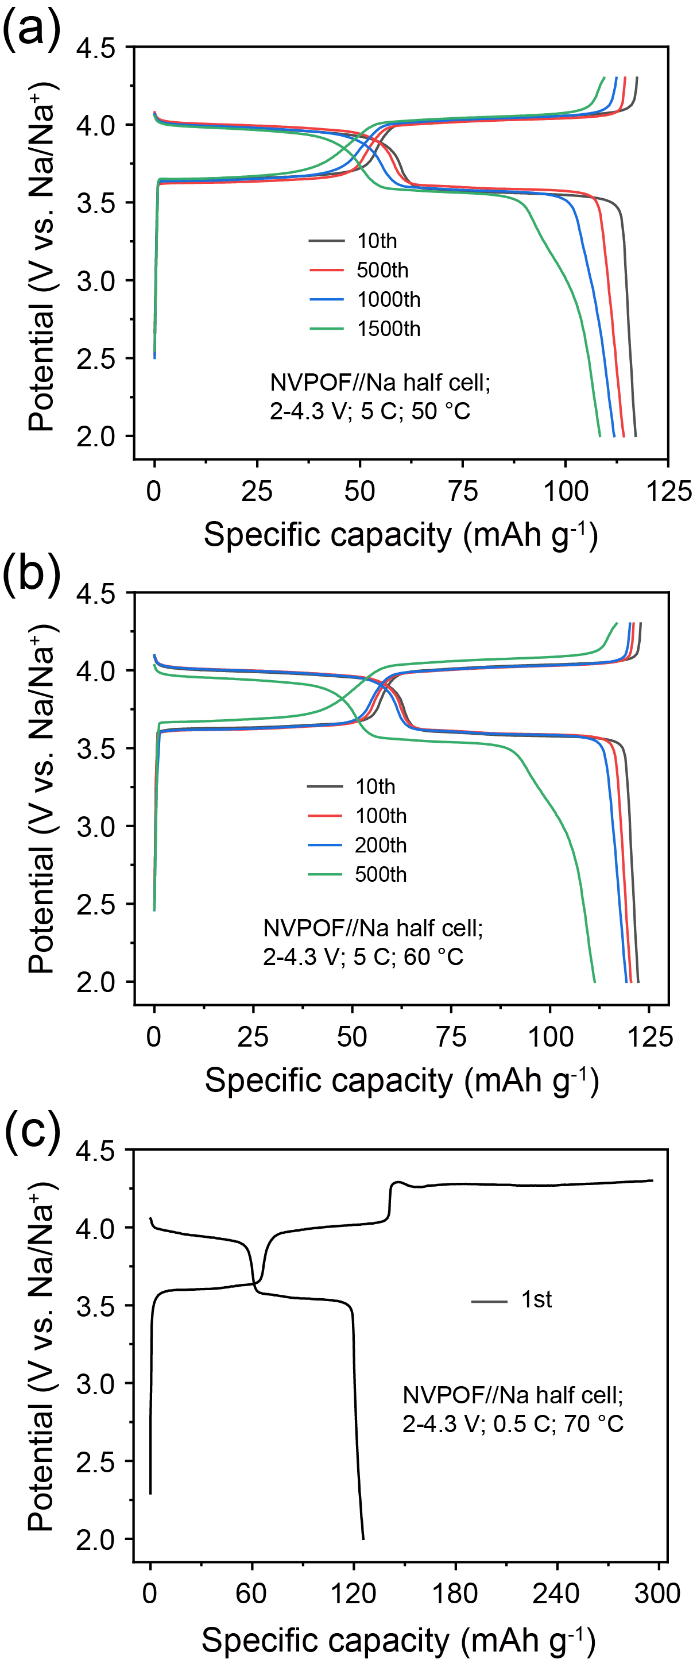 (a)
4.5
4.0
3.5
3.0
2.5
2.0
Potential (V vs. Na/Na⁺)
10th
500th
1000th
1500th
NVPOF//Na half cell;
2-4.3 V; 5 C; 50 °C
0 25 50 75 100 125
Specific capacity (mAh g⁻¹)
(b)
4.5
4.0
3.5
3.0
2.5
2.0
Potential (V vs. Na/Na⁺)
10th
100th
200th
500th
NVPOF//Na half cell;
2-4.3 V; 5 C; 60 °C
0 25 50 75 100 125
Specific capacity (mAh g⁻¹)
(c)
4.5
4.0
3.5
3.0
2.5
2.0
Potential (V vs. Na/Na⁺)
1st
NVPOF//Na half cell;
2-4.3 V; 0.5 C; 70 °C
0 60 120 180 240 300
Specific capacity (mAh g⁻¹)